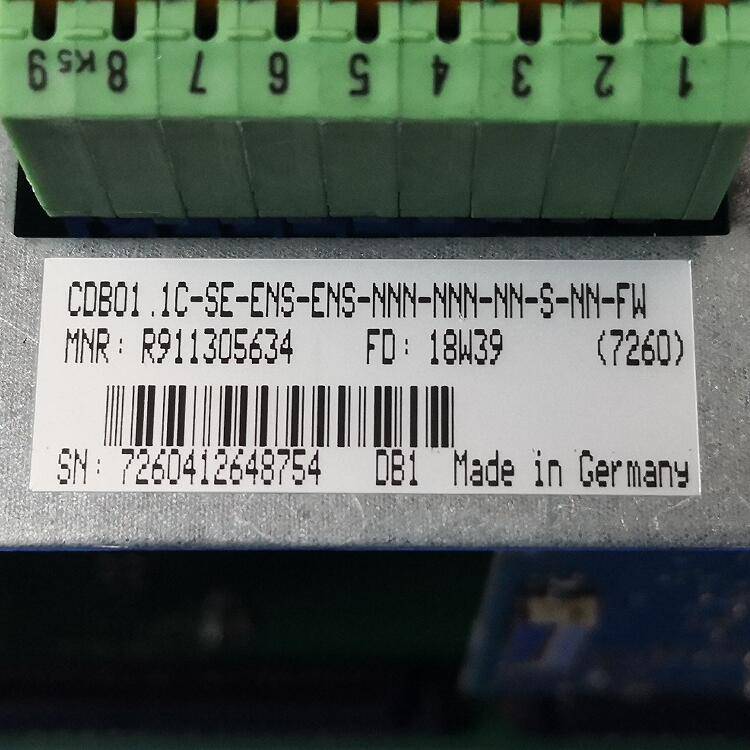 9 K5 8 7 6 5 4 3 2 1
CDB01.1C-SE-ENS-ENS-NNN-NNN-NN-S-NN-FW
MNR: R911305634 FD: 18W39 (7260)
SN: 7260412648754 DB1 Made in Germany